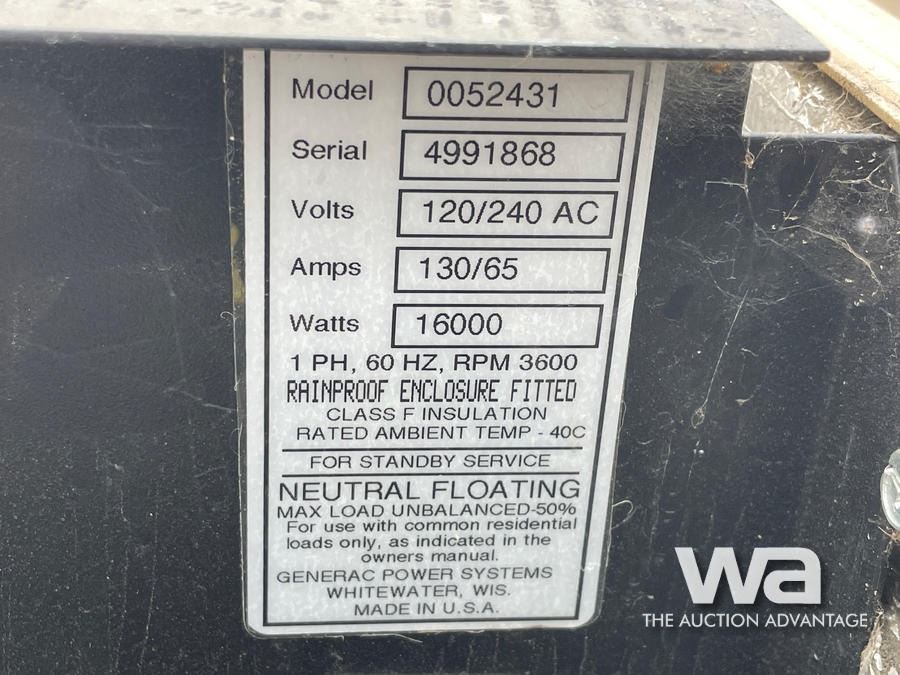 Model 0052431
Serial 4991868
Volts 120/240 AC
Amps 130/65
Watts 16000
1 PH, 60 HZ, RPM 3600
RAINPROOF ENCLOSURE FITTED
CLASS F INSULATION
RATED AMBIENT TEMP - 40C
FOR STANDBY SERVICE
NEUTRAL FLOATING
MAX LOAD UNBALANCED-50%
For use with common residential
loads only, as indicated in the
owners manual.
GENERAC POWER SYSTEMS
WHITEWATER, WIS.
MADE IN U.S.A.
wa
THE AUCTION ADVANTAGE